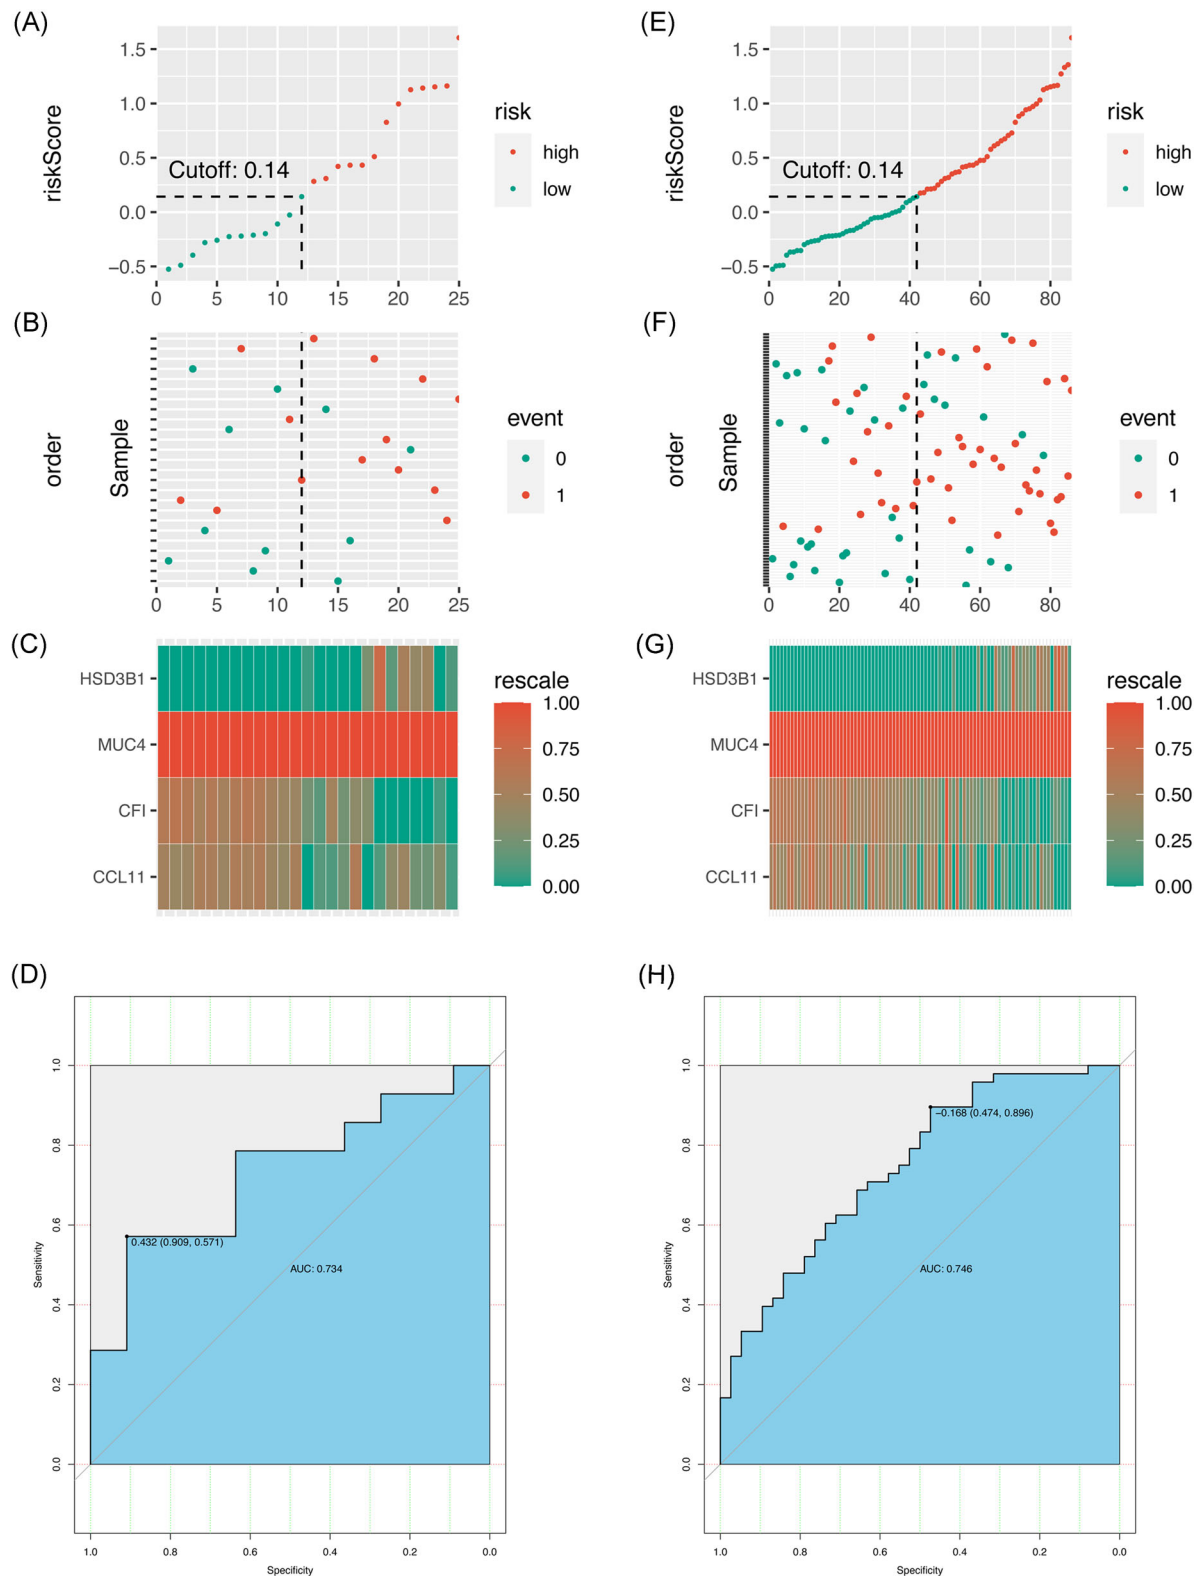 (A)
riskScore
1.5
1.0
0.5
0.0
−0.5
Cutoff: 0.14
0 5 10 15 20 25
risk
high
low
(E)
riskScore
1.5
1.0
0.5
0.0
−0.5
Cutoff: 0.14
0 20 40 60 80
risk
high
low
(B)
order
Sample
0 5 10 15 20 25
event
0
1
(F)
order
Sample
0 20 40 60 80
event
0
1
(C)
HSD3B1
MUC4
CFI
CCL11
rescale
1.00
0.75
0.50
0.25
0.00
(G)
HSD3B1
MUC4
CFI
CCL11
rescale
1.00
0.75
0.50
0.25
0.00
(D)
Sensitivity
1.0
0.8
0.6
0.4
0.2
0.0
0.432 (0.909, 0.571)
AUC: 0.734
1.0 0.8 0.6 0.4 0.2 0.0
Specificity
(H)
Sensitivity
1.0
0.8
0.6
0.4
0.2
0.0
−0.168 (0.474, 0.896)
AUC: 0.746
1.0 0.8 0.6 0.4 0.2 0.0
Specificity